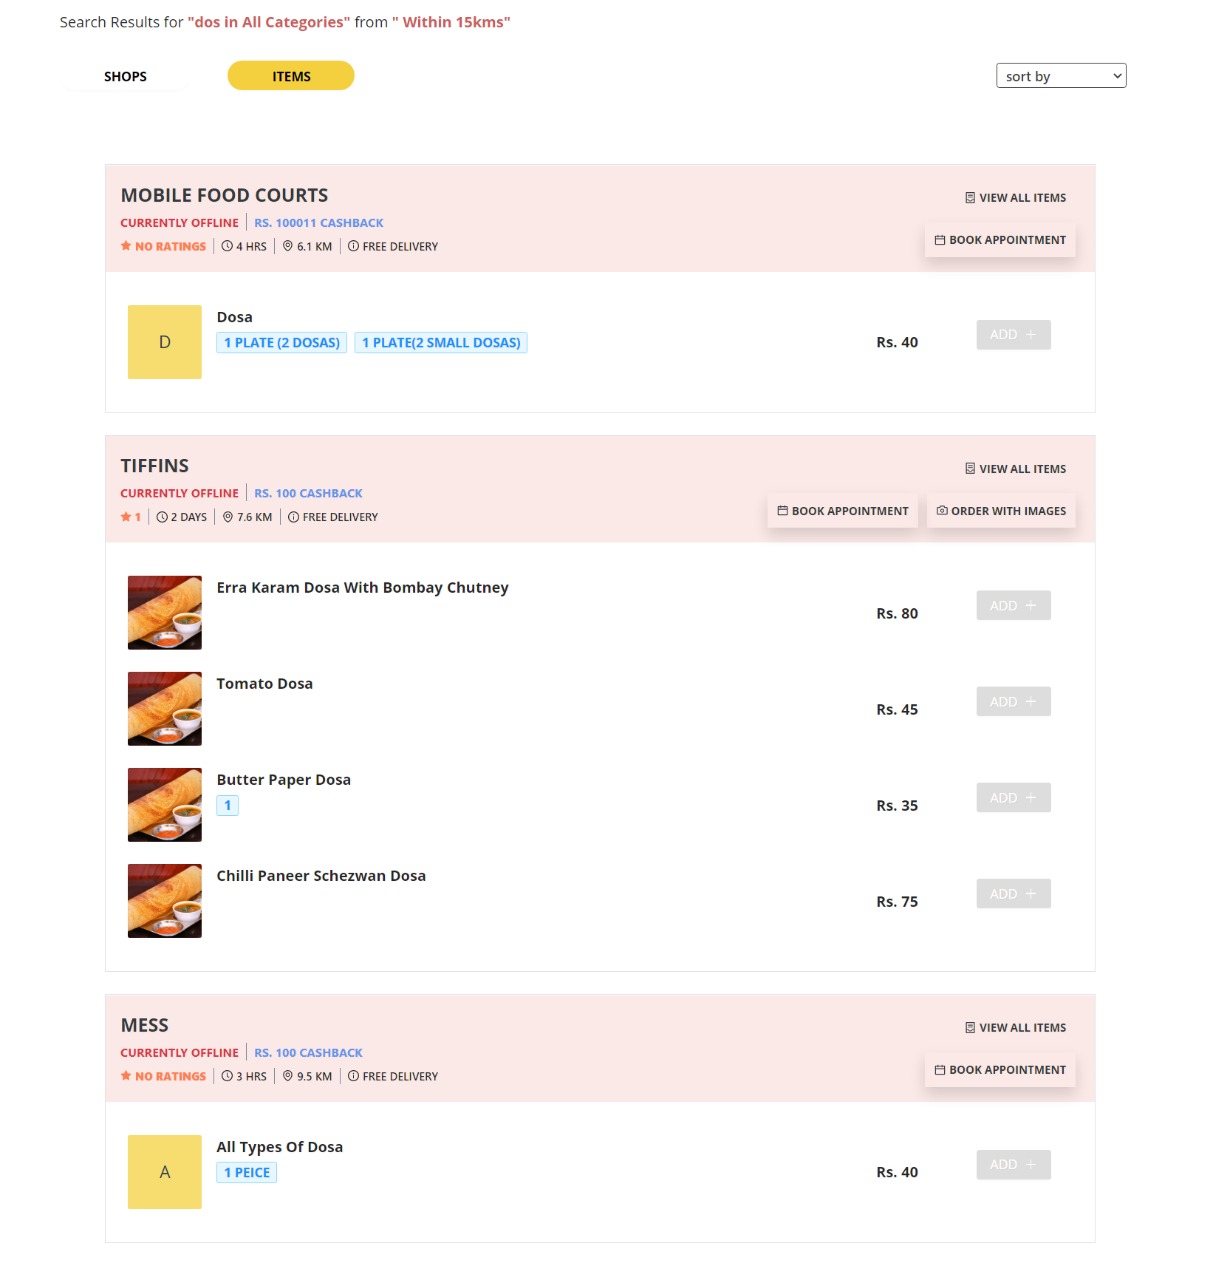 Search Results for "dos in All Categories" from " Within 15kms"
SHOPS
ITEMS
sort by
MOBILE FOOD COURTS
VIEW ALL ITEMS
CURRENTLY OFFLINE
RS. 100011 CASHBACK
NO RATINGS
4 HRS
6.1 KM
FREE DELIVERY
BOOK APPOINTMENT
D
Dosa
1 PLATE (2 DOSAS)
1 PLATE(2 SMALL DOSAS)
Rs. 40
ADD +
TIFFINS
VIEW ALL ITEMS
CURRENTLY OFFLINE
RS. 100 CASHBACK
1
2 DAYS
7.6 KM
FREE DELIVERY
BOOK APPOINTMENT
ORDER WITH IMAGES
Erra Karam Dosa With Bombay Chutney
Rs. 80
ADD +
Tomato Dosa
Rs. 45
ADD +
Butter Paper Dosa
1
Rs. 35
ADD +
Chilli Paneer Schezwan Dosa
Rs. 75
ADD +
MESS
VIEW ALL ITEMS
CURRENTLY OFFLINE
RS. 100 CASHBACK
NO RATINGS
3 HRS
9.5 KM
FREE DELIVERY
BOOK APPOINTMENT
A
All Types Of Dosa
1 PEICE
Rs. 40
ADD +